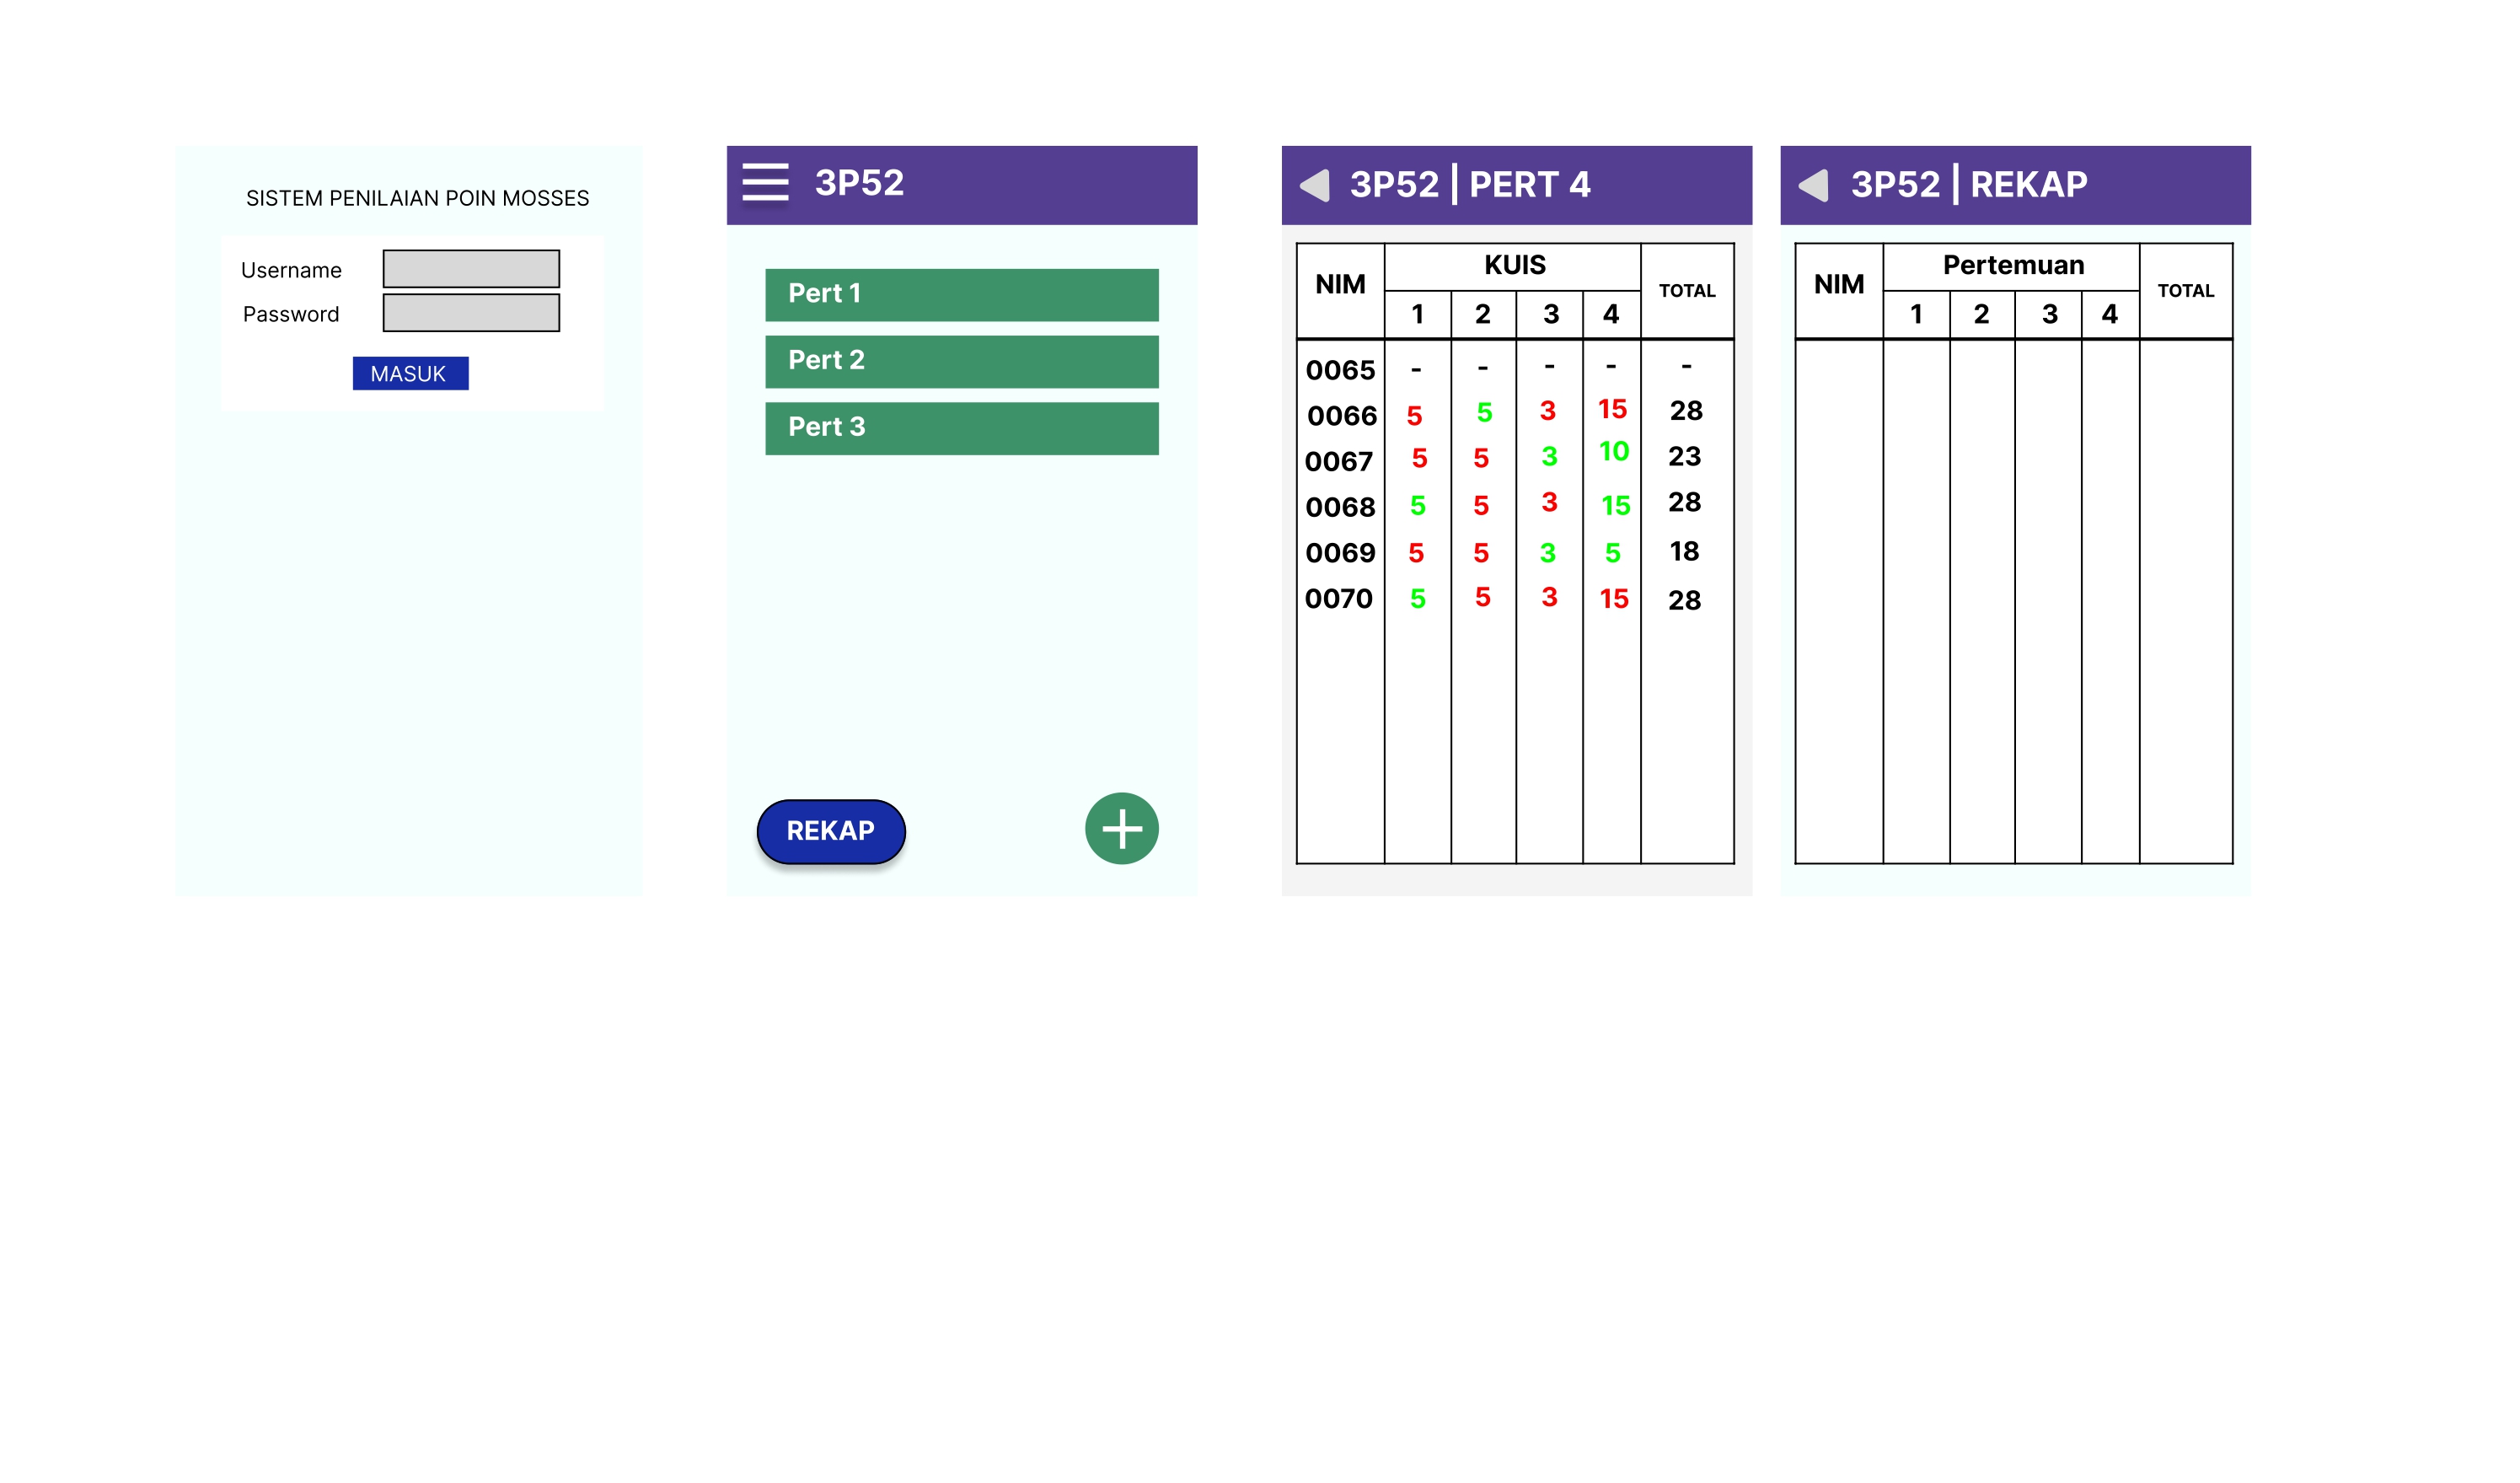 SISTEM PENILAIAN POIN MOSSES
Username
Password
MASUK
3P52
Pert 1
Pert 2
Pert 3
REKAP
3P52 | PERT 4
NIM KUIS TOTAL
1 2 3 4
0065 - - - - -
0066 5 5 3 15 28
0067 5 5 3 10 23
0068 5 5 3 15 28
0069 5 5 3 5 18
0070 5 5 3 15 28
3P52 | REKAP
NIM Pertemuan TOTAL
1 2 3 4